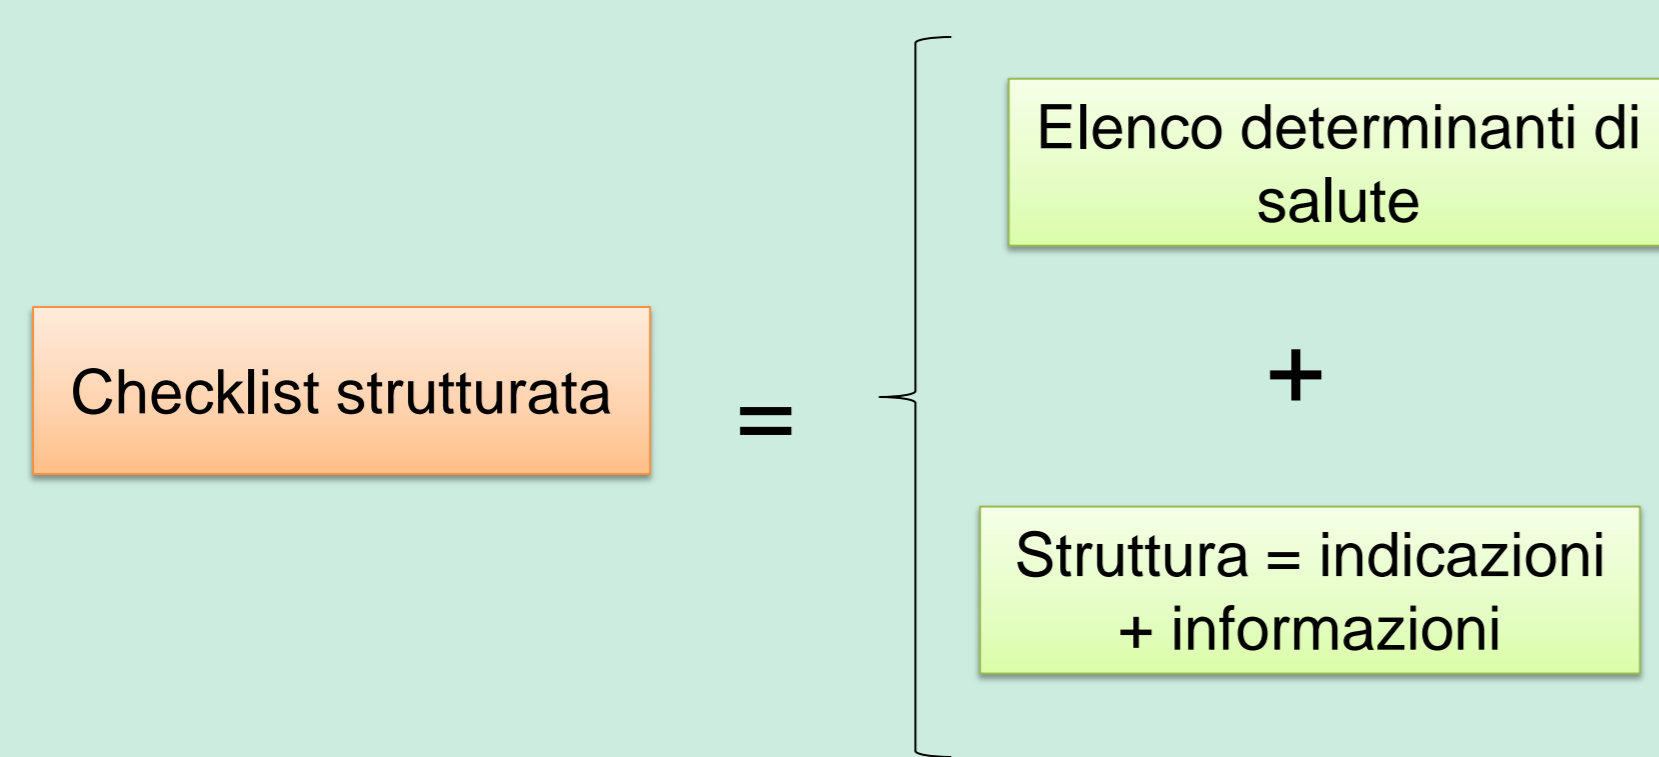 Elenco determinanti di
salute
+
Checklist strutturata
=
Struttura = indicazioni
+ informazioni